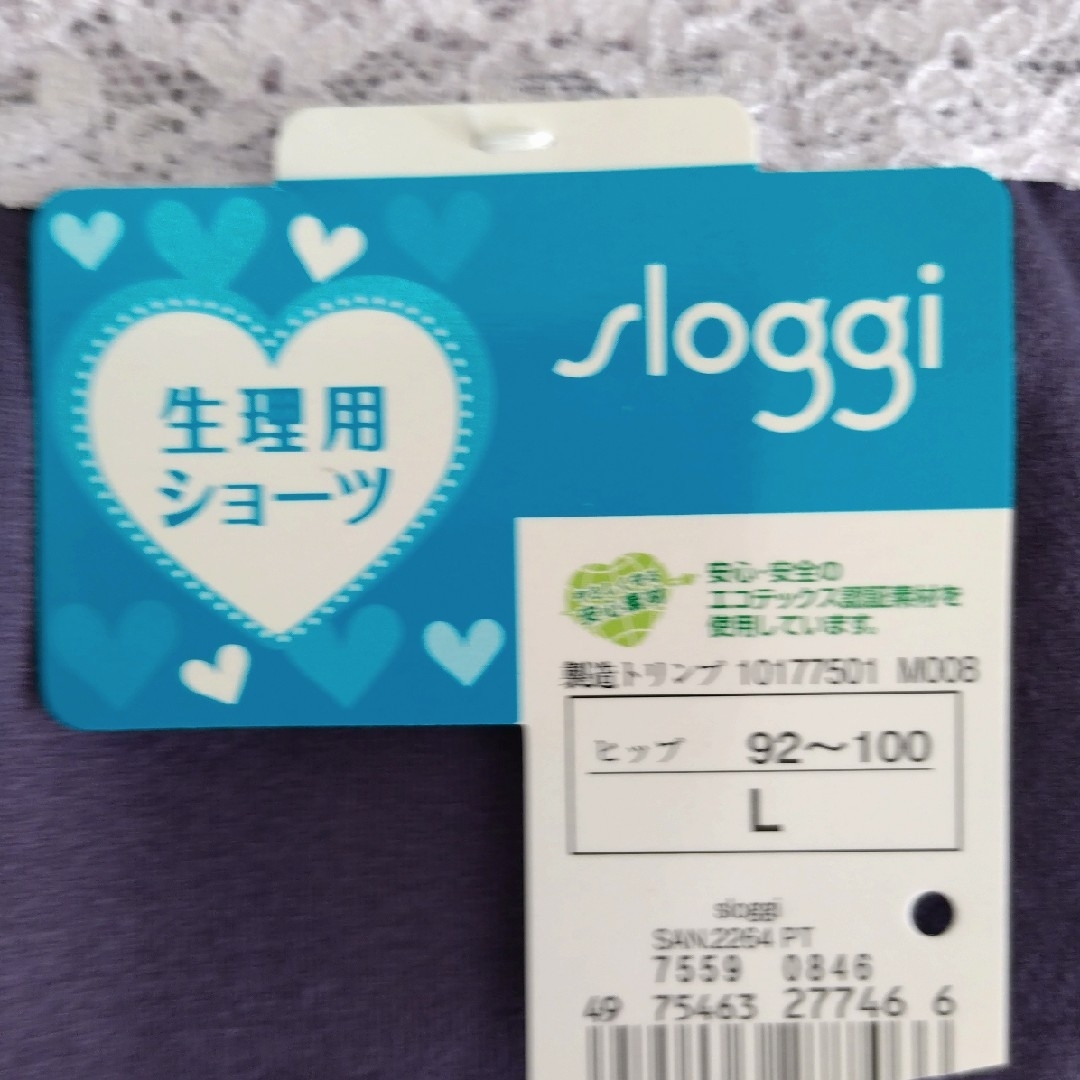 生理用
ショーツ
sloggi
安心・安全の
エコテックス認証素材を
使用しています。
製造トリンプ 10177501 M008
ヒップ 92～100
L
sloggi
SAN.2264 PT
7559 0846
49 75463 27746 6